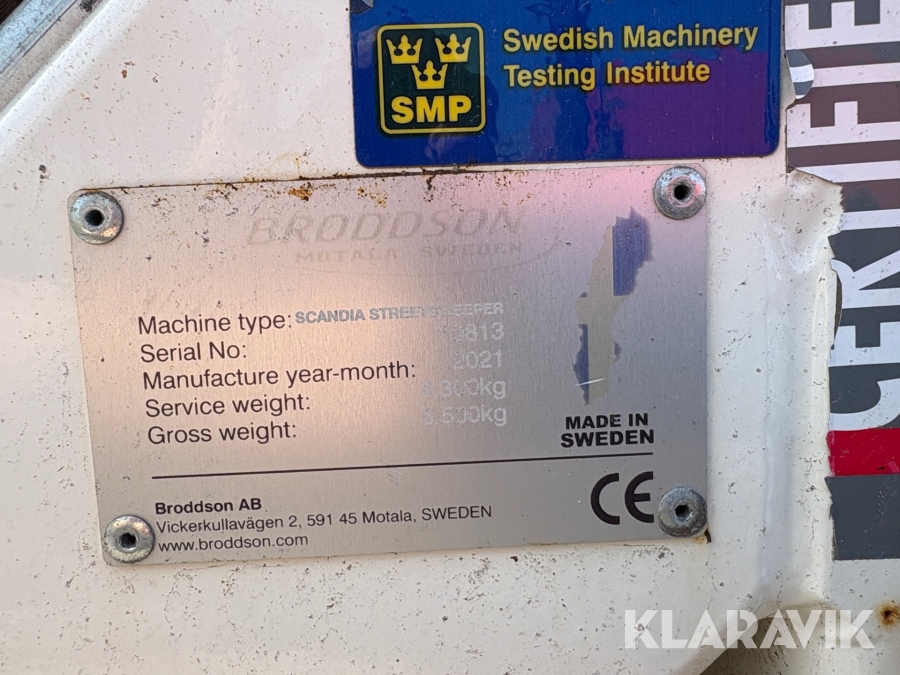 SMP
Swedish Machinery
Testing Institute
BRODDSON
MOTALA SWEDEN
Machine type: SCANDIA STREET
Serial No:
Manufacture year-month: 2021
Service weight:
Gross weight:
MADE IN
SWEDEN
CE
Broddson AB
Vickerkullavägen 2, 591 45 Motala, SWEDEN
www.broddson.com
KLARAVIK